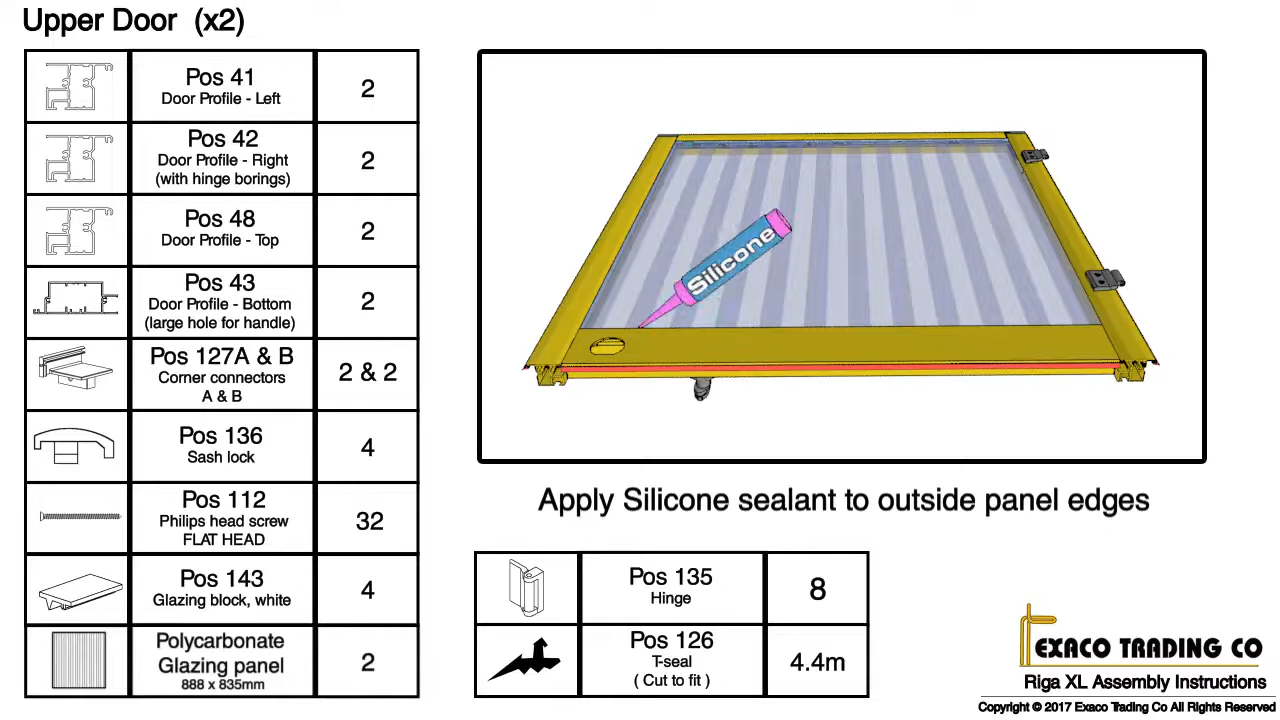 Upper Door (x2)
Pos 41
Door Profile - Left
2
Pos 42
Door Profile - Right
(with hinge borings)
2
Pos 48
Door Profile - Top
2
Pos 43
Door Profile - Bottom
(large hole for handle)
2
Pos 127A & B
Corner connectors
A & B
2 & 2
Pos 136
Sash lock
4
Pos 112
Philips head screw
FLAT HEAD
32
Pos 143
Glazing block, white
4
Polycarbonate
Glazing panel
888 x 835mm
2
Silicone
Apply Silicone sealant to outside panel edges
Pos 135
Hinge
8
Pos 126
T-seal
( Cut to fit )
4.4m
EXACO TRADING CO
Riga XL Assembly Instructions
Copyright © 2017 Exaco Trading Co All Rights Reserved